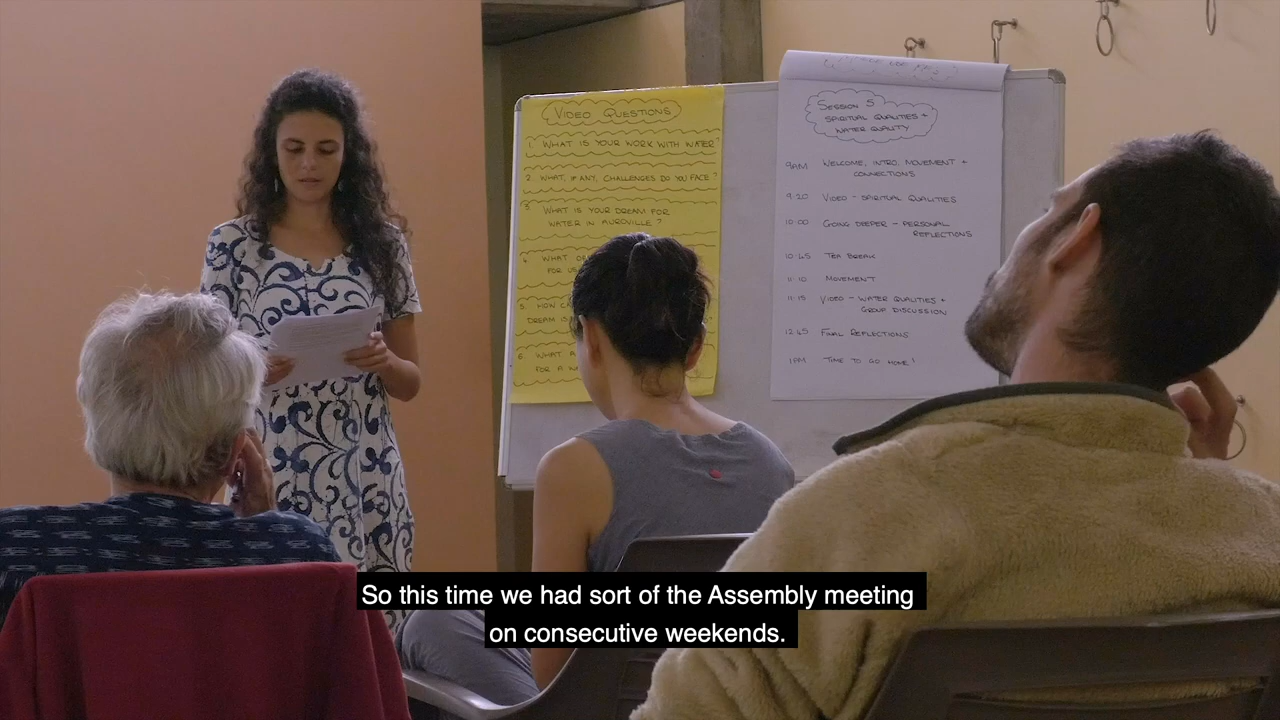 VIDEO QUESTIONS
1. WHAT IS YOUR WORK WITH WATER?
2. WHAT, IF ANY, CHALLENGES DO YOU FACE?
3 WHAT IS YOUR DREAM FOR
WATER IN AUROVILLE?
4 WHAT
FOR
5. HOW
DREAM
6. WHAT
FOR A
SESSION 5
SPIRITUAL QUALITIES +
WATER QUALITY
9AM WELCOME, INTRO, MOVEMENT +
CONNECTIONS
9.20 VIDEO - SPIRITUAL QUALITIES
10.00 GOING DEEPER - PERSONAL
REFLECTIONS
10.45 TEA BREAK
11.10 MOVEMENT
11.15 VIDEO - WATER QUALITIES +
GROUP DISCUSSION
12.45 FINAL REFLECTIONS
1PM TIME TO GO HOME!
So this time we had sort of the Assembly meeting
on consecutive weekends.